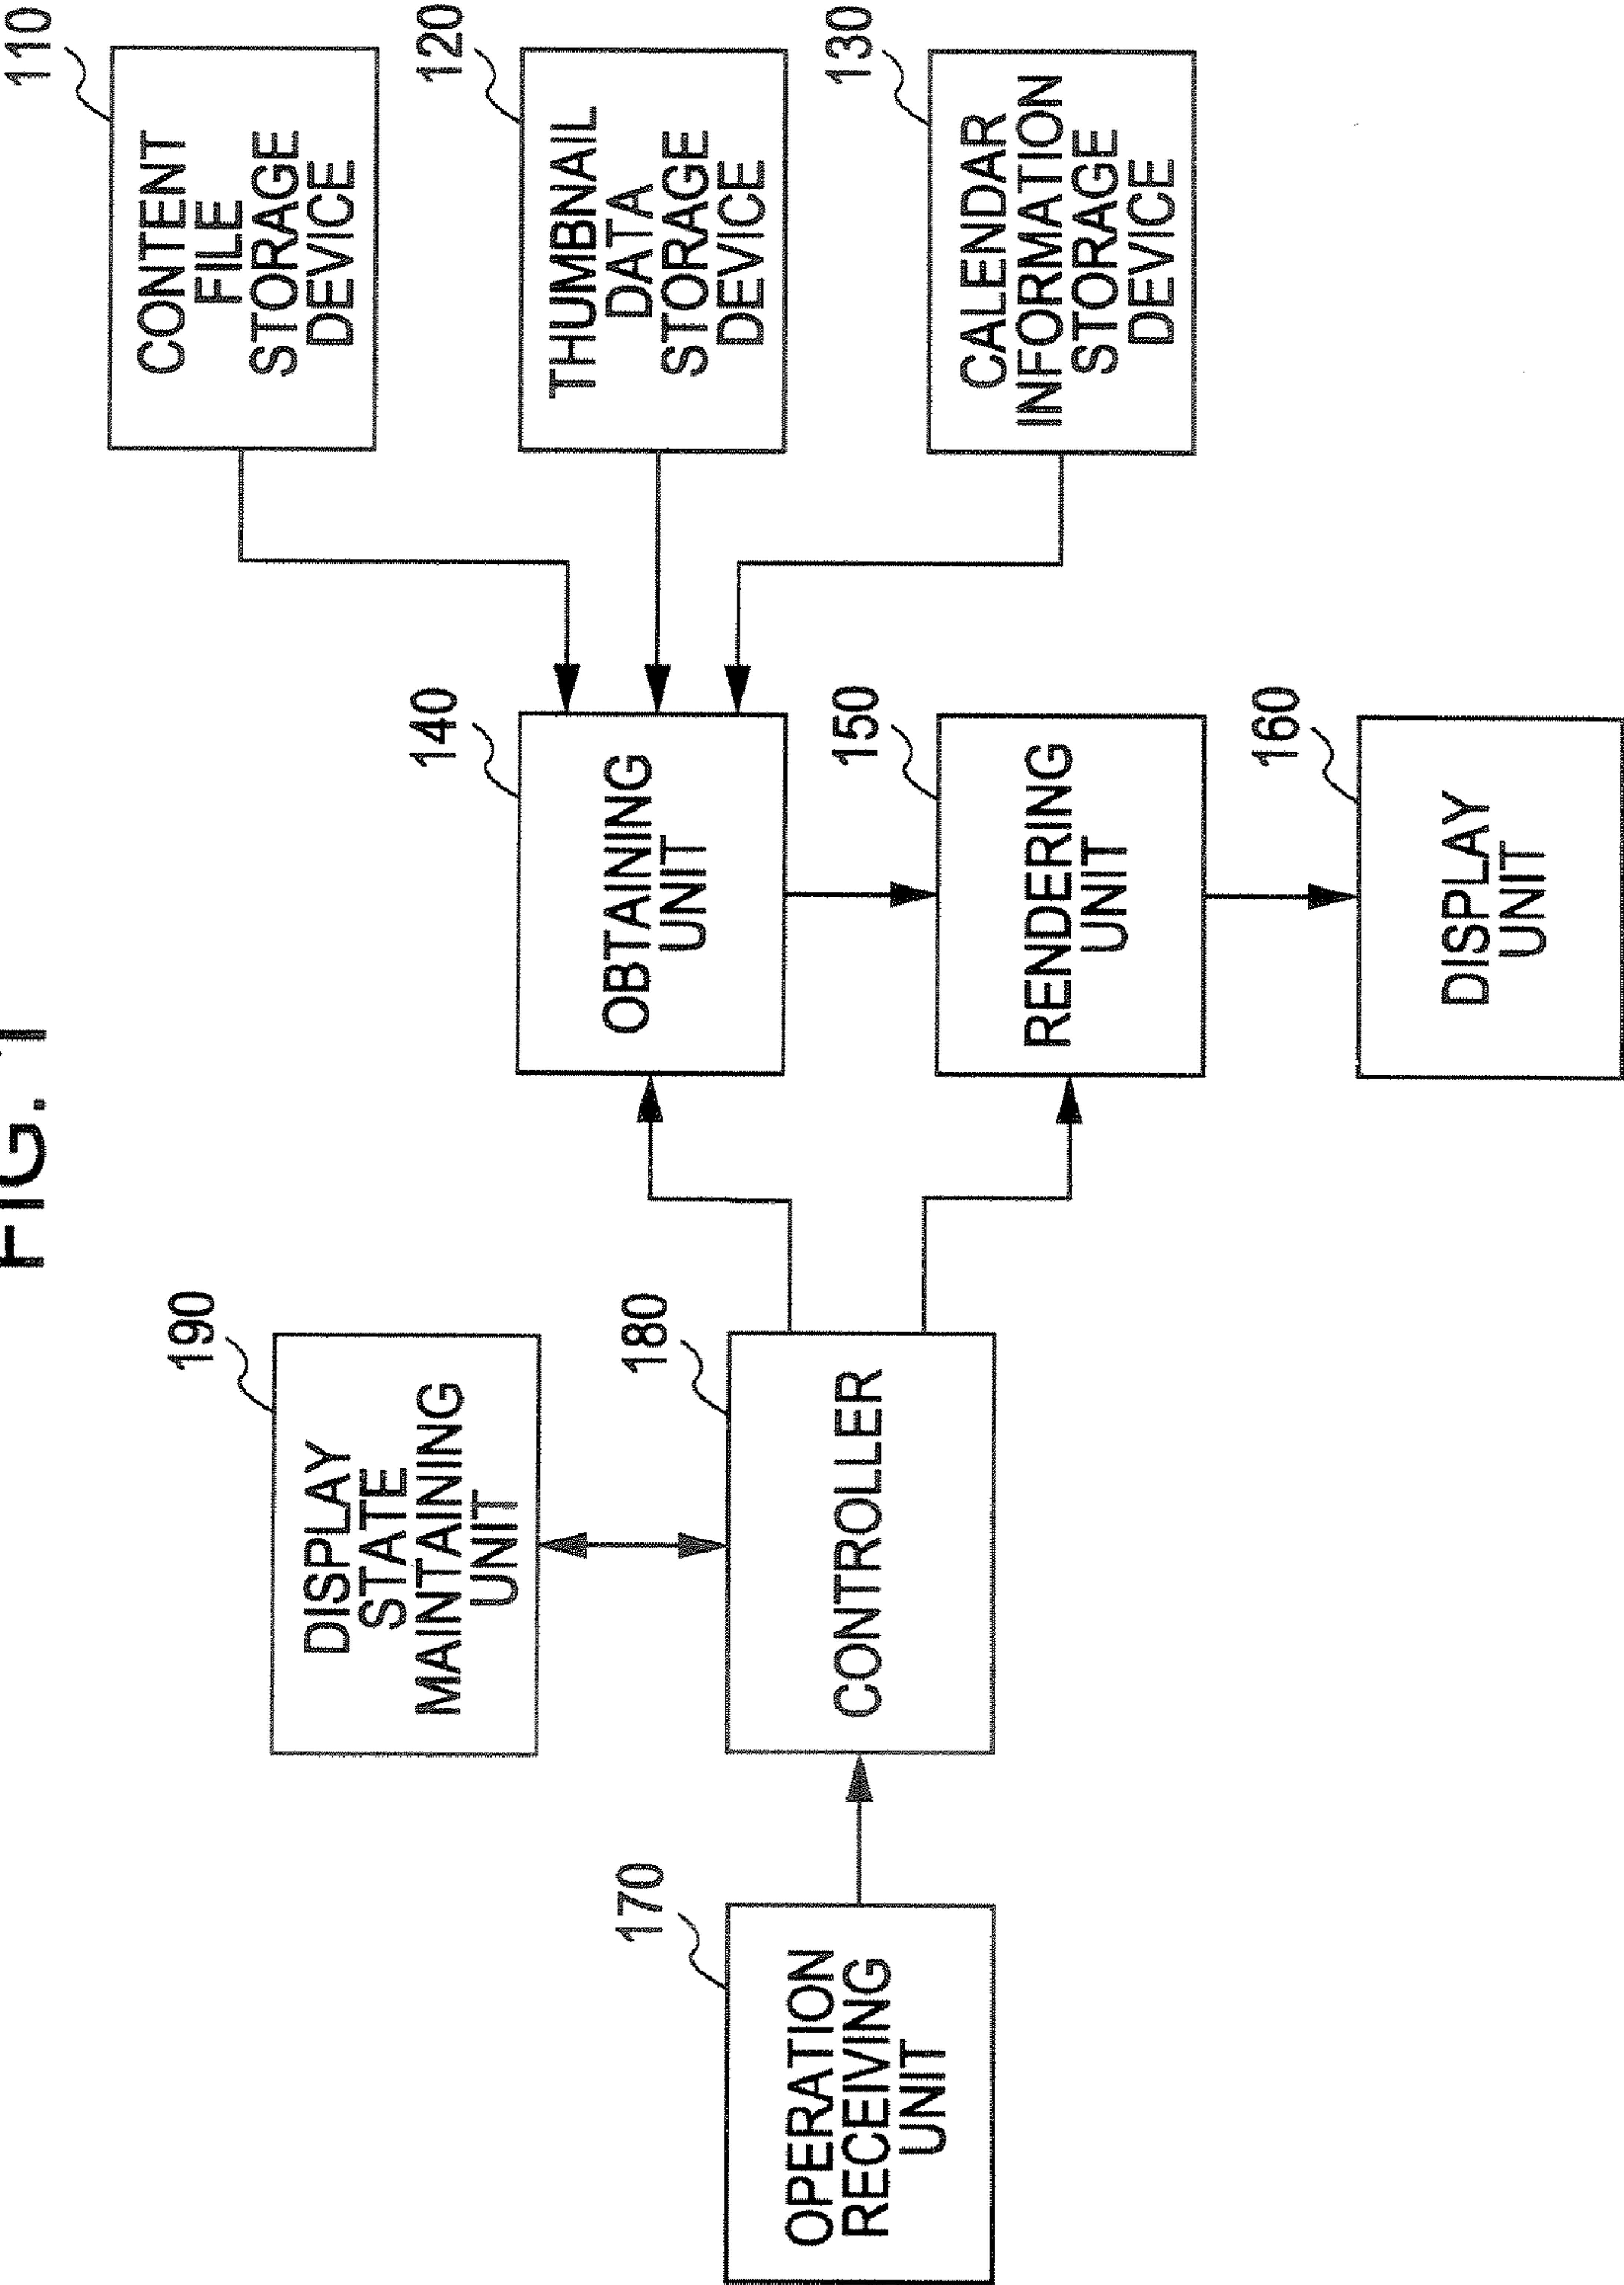 FIG. 1
110
CONTENT
FILE
STORAGE
DEVICE
120
THUMBNAIL
DATA
STORAGE
DEVICE
130
CALENDAR
INFORMATION
STORAGE
DEVICE
140
OBTAINING
UNIT
150
RENDERING
UNIT
160
DISPLAY
UNIT
190
DISPLAY
STATE
MAINTAINING
UNIT
180
CONTROLLER
170
OPERATION
RECEIVING
UNIT